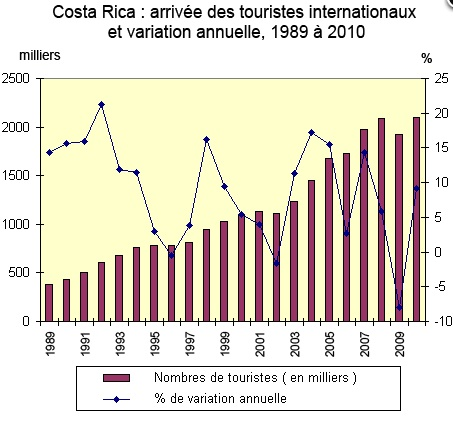 Costa Rica : arrivée des touristes internationaux
et variation annuelle, 1989 à 2010
milliers %
2500 25
2000 20
1500 15
1000 10
500 5
0 0
-5
-10
1989 1991 1993 1995 1997 1999 2001 2003 2005 2007 2009
Nombres de touristes ( en milliers )
% de variation annuelle